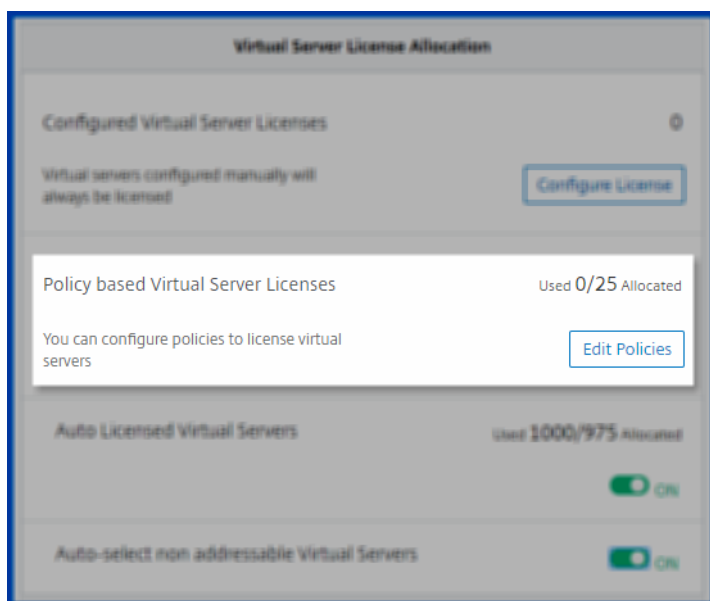 Virtual Server License Allocation
Configured Virtual Server Licenses 0
Virtual servers configured manually will
always be licensed
Configure License
Policy based Virtual Server Licenses Used 0/25 Allocated
You can configure policies to license virtual
servers
Edit Policies
Auto Licensed Virtual Servers Used 1000/975 Allocated
ON
Auto-select non addressable Virtual Servers ON